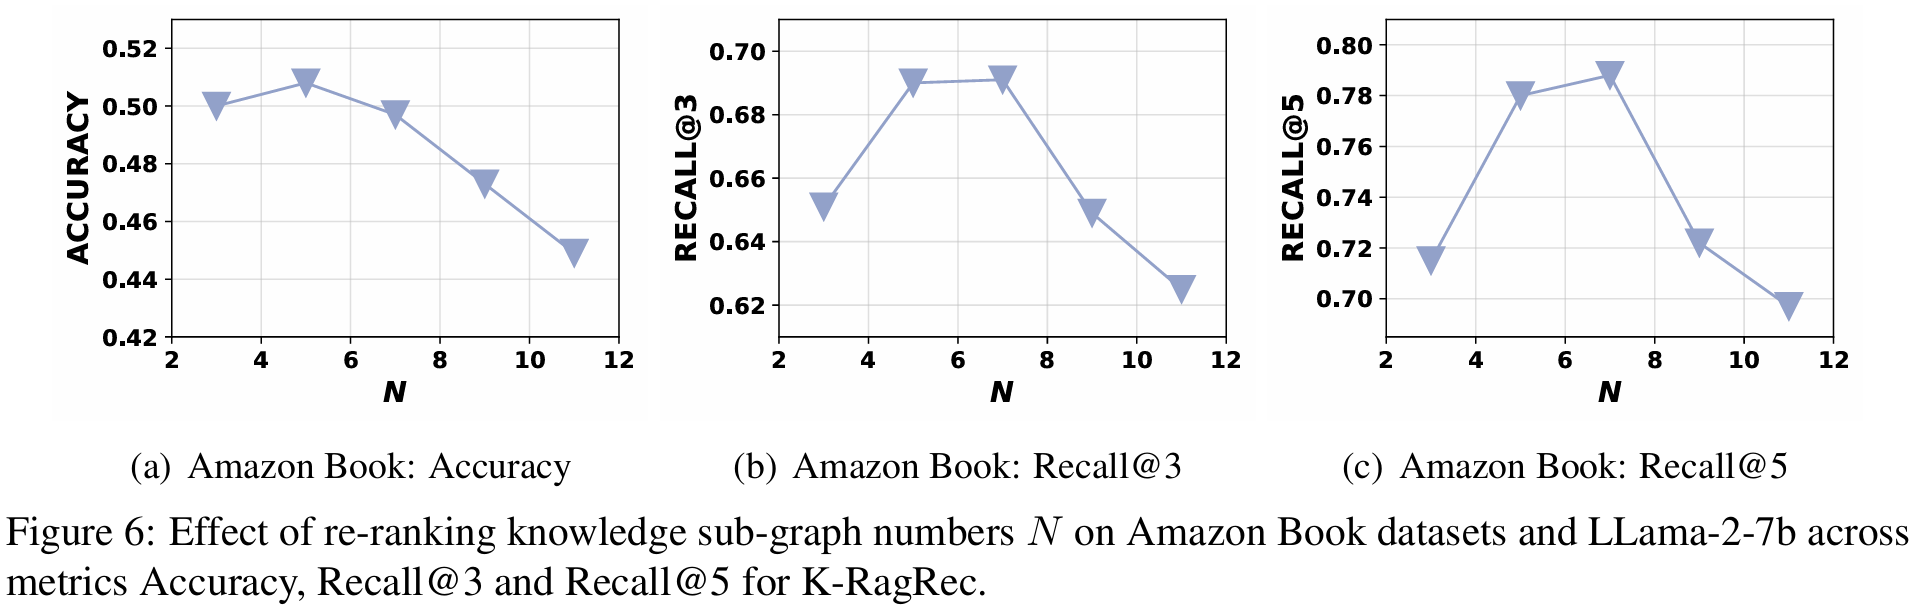 0.52
0.50
0.48
0.46
0.44
0.42
ACCURACY
2 4 6 8 10 12
N
(a) Amazon Book: Accuracy
0.70
0.68
0.66
0.64
0.62
RECALL@3
2 4 6 8 10 12
N
(b) Amazon Book: Recall@3
0.80
0.78
0.76
0.74
0.72
0.70
RECALL@5
2 4 6 8 10 12
N
(c) Amazon Book: Recall@5
Figure 6: Effect of re-ranking knowledge sub-graph numbers N on Amazon Book datasets and LLama-2-7b across
metrics Accuracy, Recall@3 and Recall@5 for K-RagRec.